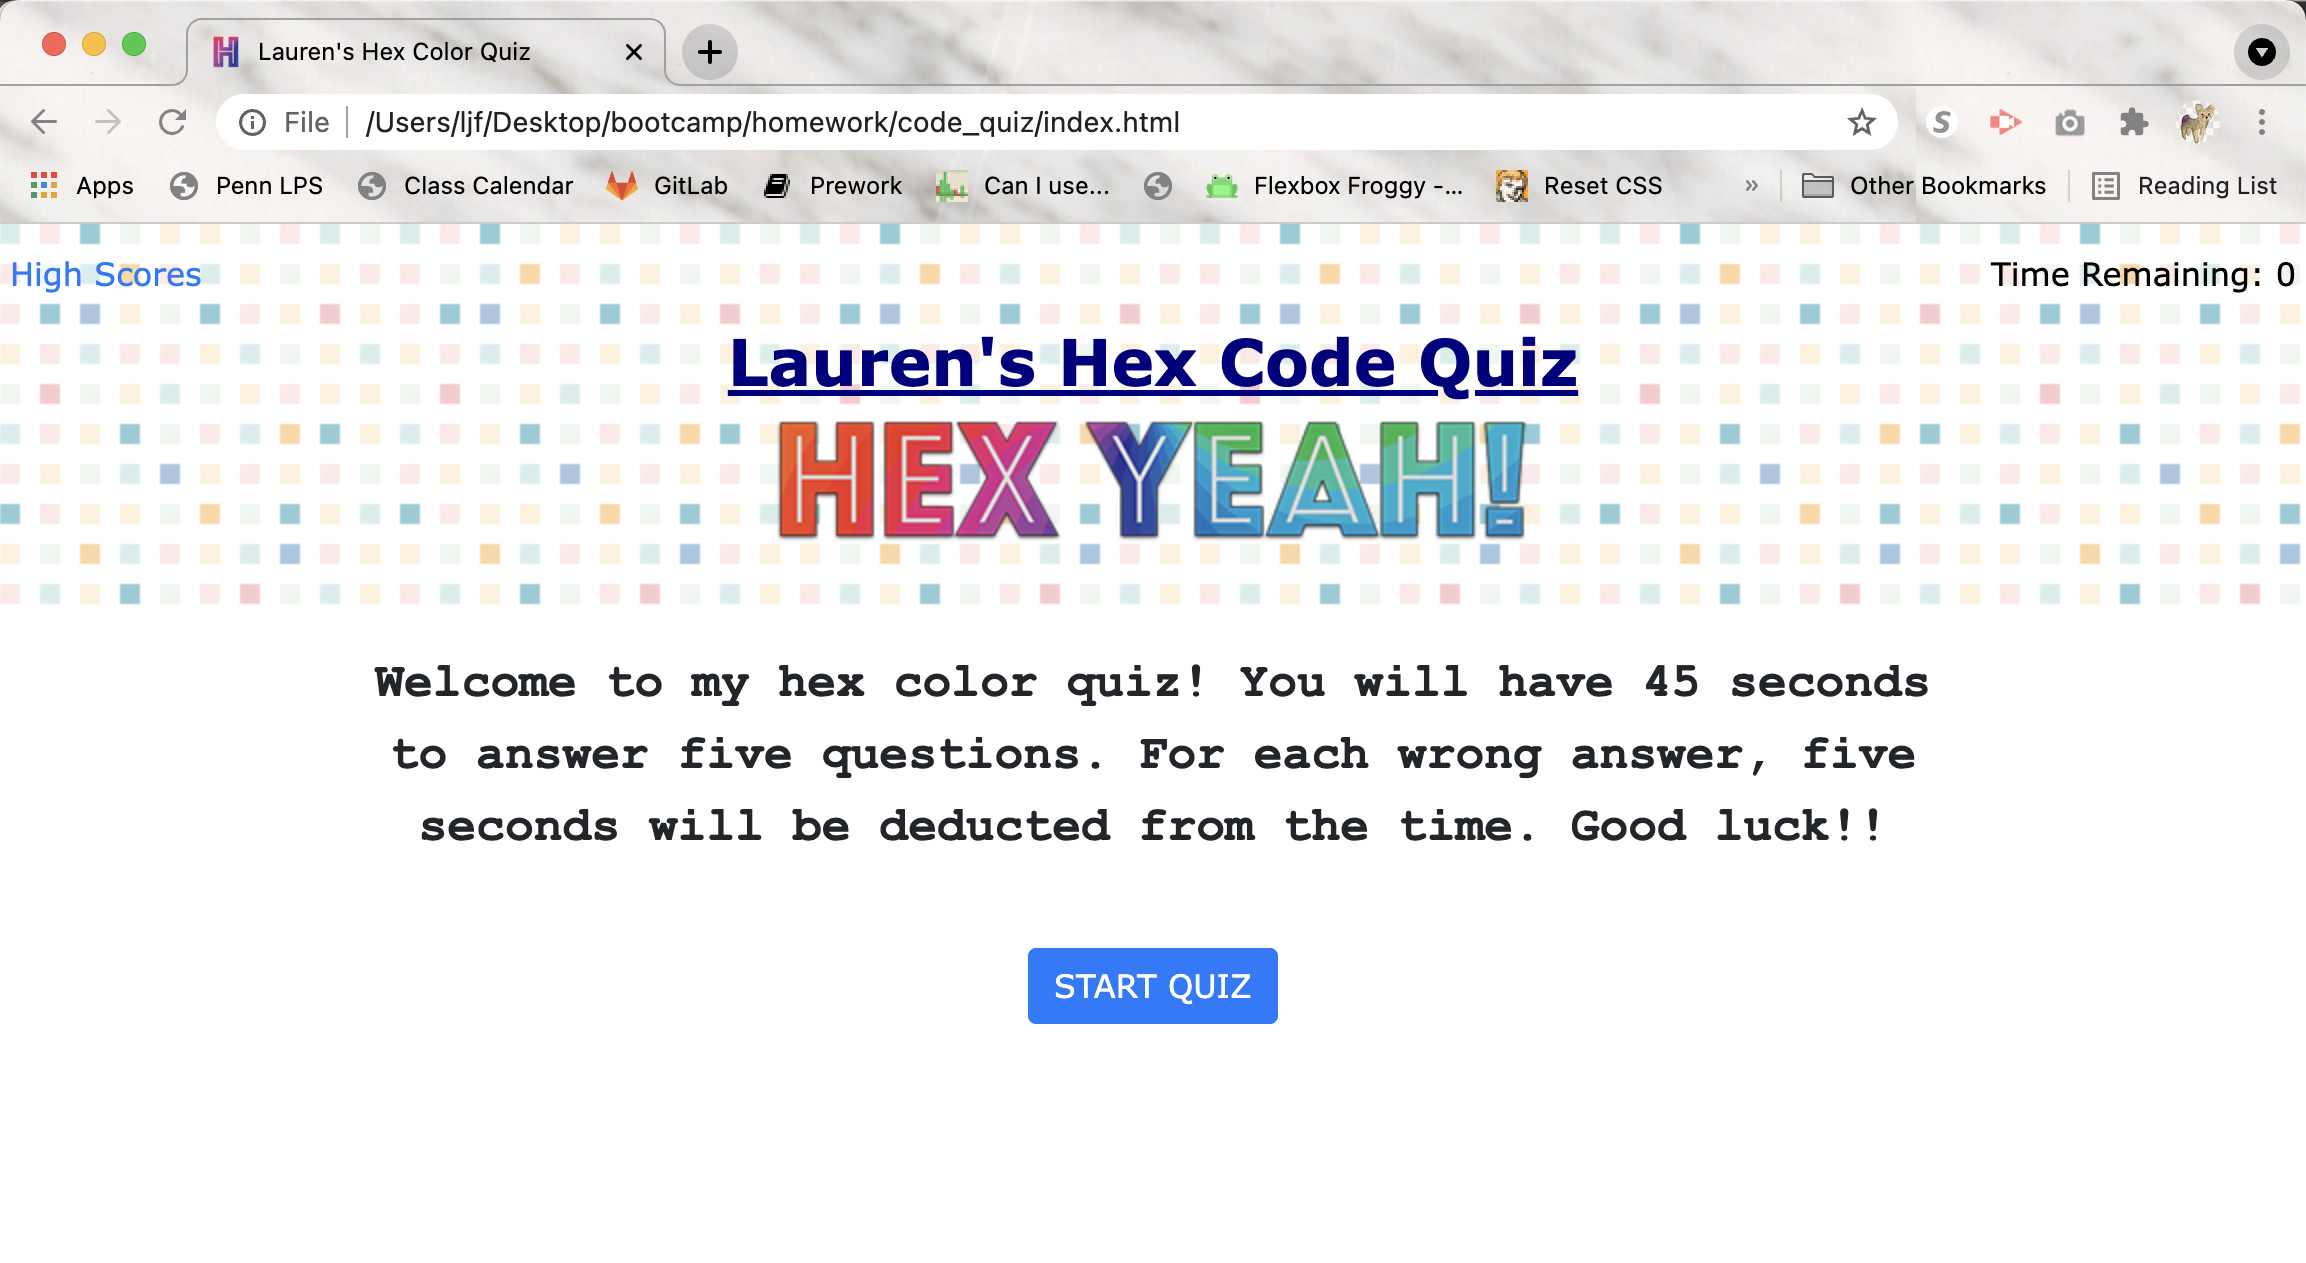 Lauren's Hex Color Quiz
File /Users/ljf/Desktop/bootcamp/homework/code_quiz/index.html
Apps Penn LPS Class Calendar GitLab Prework Can I use... Flexbox Froggy -... Reset CSS » Other Bookmarks Reading List
High Scores Time Remaining: 0
Lauren's Hex Code Quiz
HEX YEAH!
Welcome to my hex color quiz! You will have 45 seconds
to answer five questions. For each wrong answer, five
seconds will be deducted from the time. Good luck!!
START QUIZ